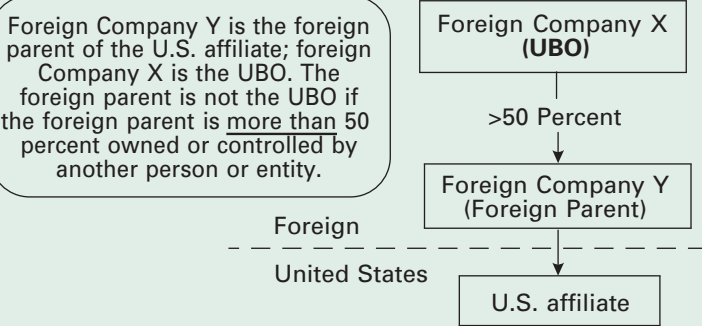 Foreign Company Y is the foreign
parent of the U.S. affiliate; foreign
Company X is the UBO. The
foreign parent is not the UBO if
the foreign parent is more than 50
percent owned or controlled by
another person or entity.
Foreign Company X
(UBO)
>50 Percent
Foreign Company Y
(Foreign Parent)
Foreign
United States
U.S. affiliate